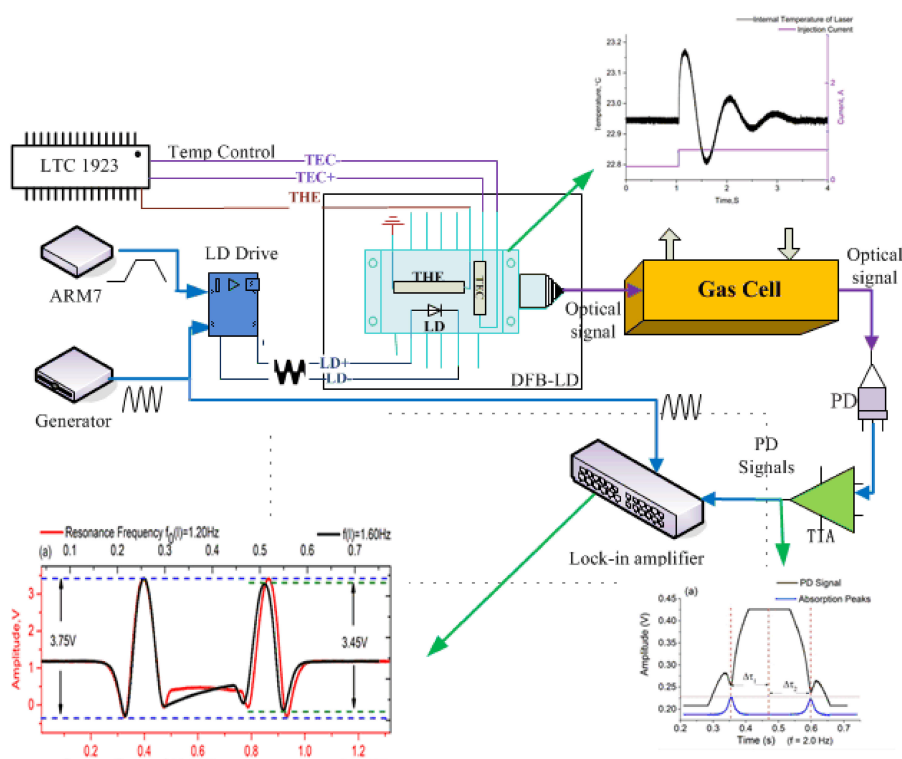 Internal Temperature of Laser
Injection Current
23.2
23.1
23.0
22.9
22.8
Temperature,°C
2
0
Current, A
0
1
2
3
4
Time,S
LTC 1923
Temp Control
TEC-
TEC+
THE
ARM7
LD Drive
THE
TEC
LD
LD+
LD-
DFB-LD
Optical
signal
Gas Cell
Optical
signal
Generator
PD
PD
Signals
TIA
Lock-in amplifier
Resonance Frequency f0(I)=1.20Hz
f(I)=1.60Hz
(a)
0.1
0.2
0.3
0.4
0.5
0.6
0.7
3
2
1
0
Amplitude,V
3.75V
3.45V
0.2
0.4
0.6
0.8
1.0
1.2
PD Signal
Absorption Peaks
(a)
0.45
0.40
0.35
0.30
0.25
0.20
Amplitude (V)
Δt1
Δt2
0.2
0.3
0.4
0.5
0.6
0.7
Time (s)
(f = 2.0 Hz)